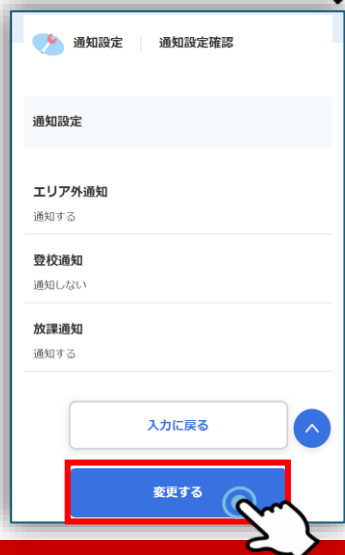 通知設定 通知設定確認
通知設定
エリア外通知
通知する
登校通知
通知しない
放課通知
通知する
入力に戻る
変更する